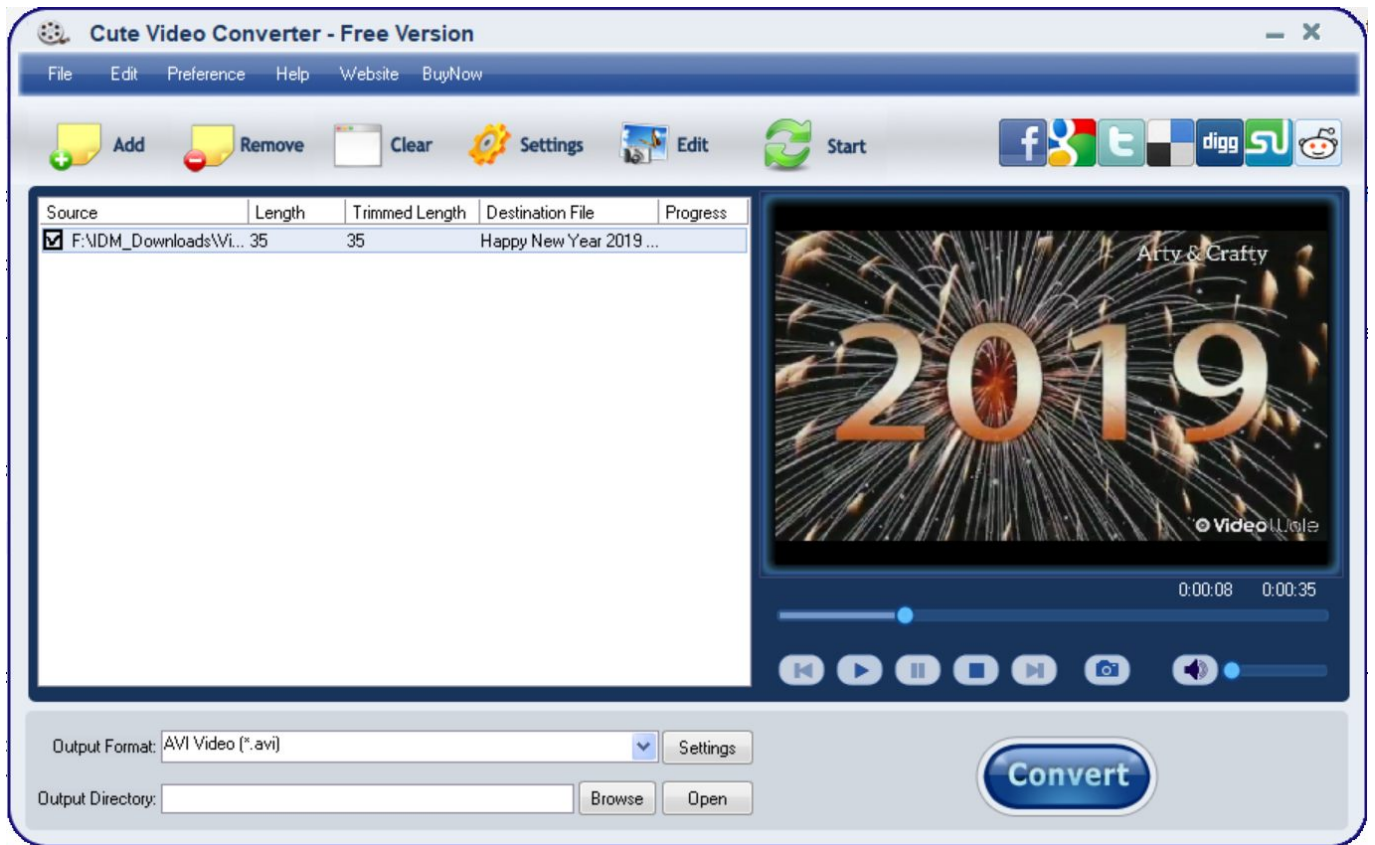 Cute Video Converter - Free Version
File Edit Preference Help Website BuyNow
Add Remove Clear Settings Edit Start
f g t digg su
Source Length Trimmed Length Destination File Progress
F:\IDM_Downloads\Vi... 35 35 Happy New Year 2019 ...
Arty & Crafty
2019
Video
0:00:08 0:00:35
Output Format: AVI Video (*.avi) Settings
Output Directory: Browse Open
Convert